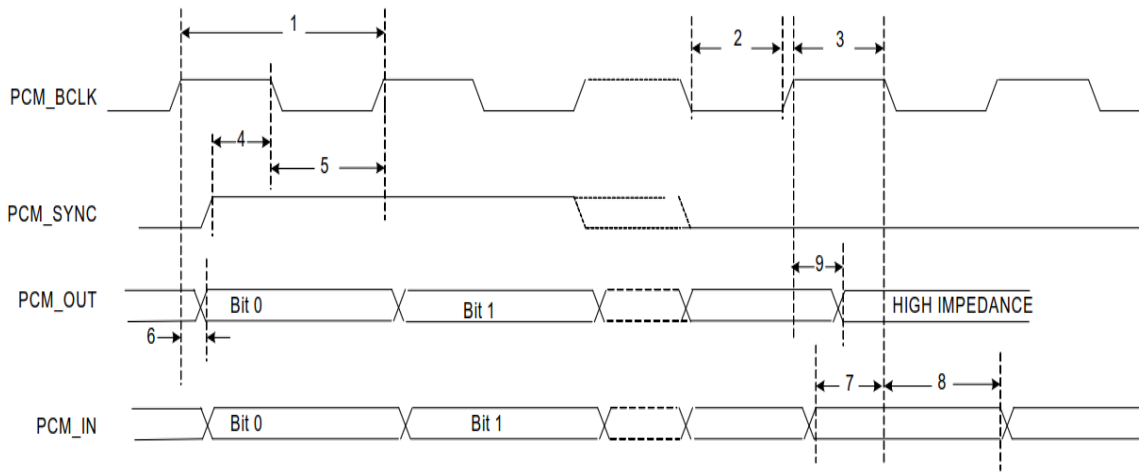 1
2
3
PCM_BCLK
4
5
PCM_SYNC
9
PCM_OUT
Bit 0
Bit 1
HIGH IMPEDANCE
6
7
8
PCM_IN
Bit 0
Bit 1